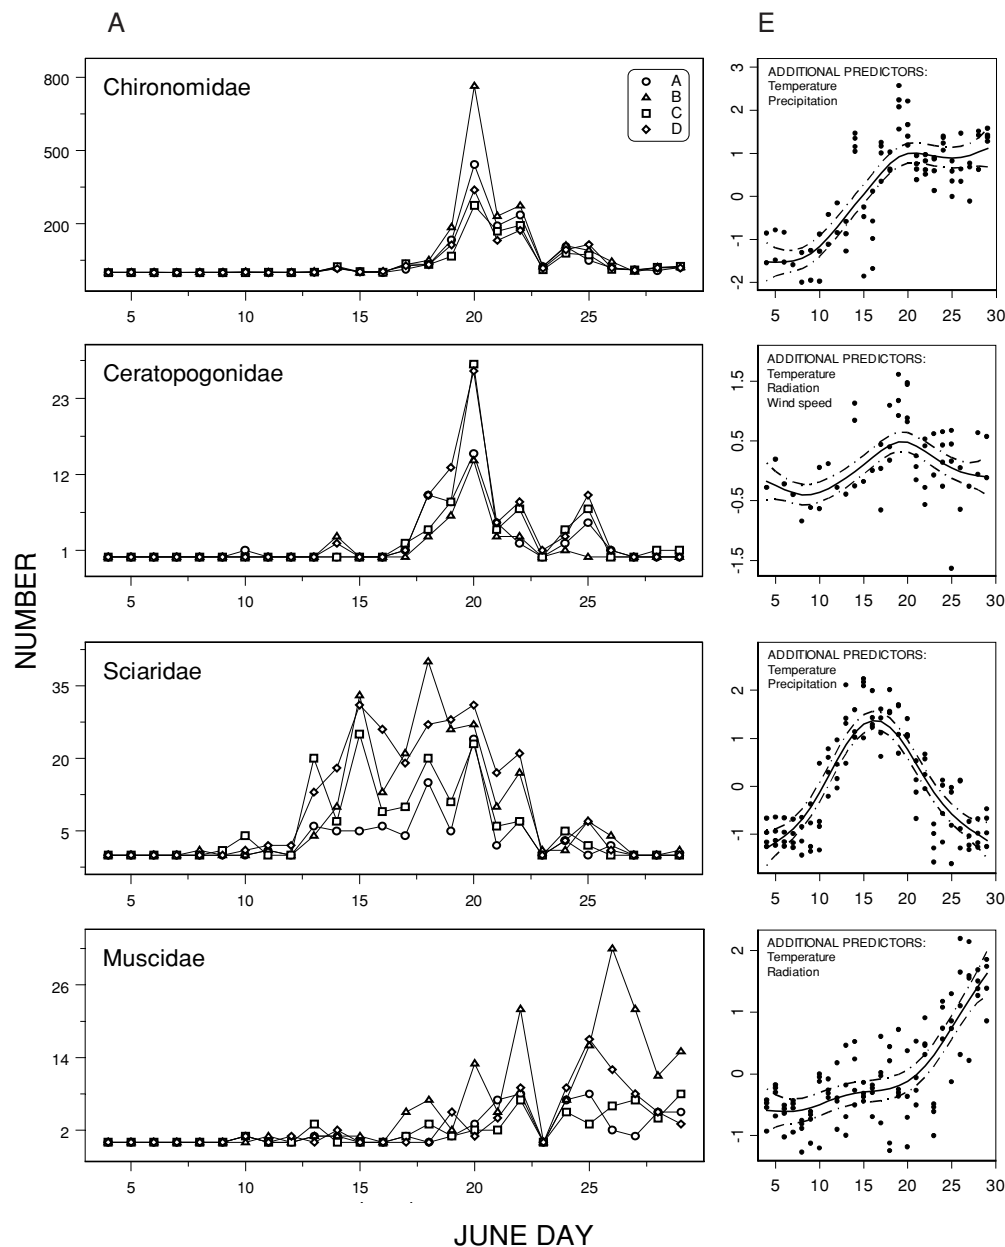 A
E
Chironomidae
A
B
C
D
800
500
200
5 10 15 20 25
ADDITIONAL PREDICTORS:
Temperature
Precipitation
3
2
1
0
-1
-2
5 10 15 20 25 30
Ceratopogonidae
23
12
1
5 10 15 20 25
ADDITIONAL PREDICTORS:
Temperature
Radiation
Wind speed
1.5
0.5
-0.5
-1.5
5 10 15 20 25 30
NUMBER
Sciaridae
35
20
5
5 10 15 20 25
ADDITIONAL PREDICTORS:
Temperature
Precipitation
2
1
0
-1
5 10 15 20 25 30
Muscidae
26
14
2
5 10 15 20 25
ADDITIONAL PREDICTORS:
Temperature
Radiation
2
1
0
-1
5 10 15 20 25 30
JUNE DAY